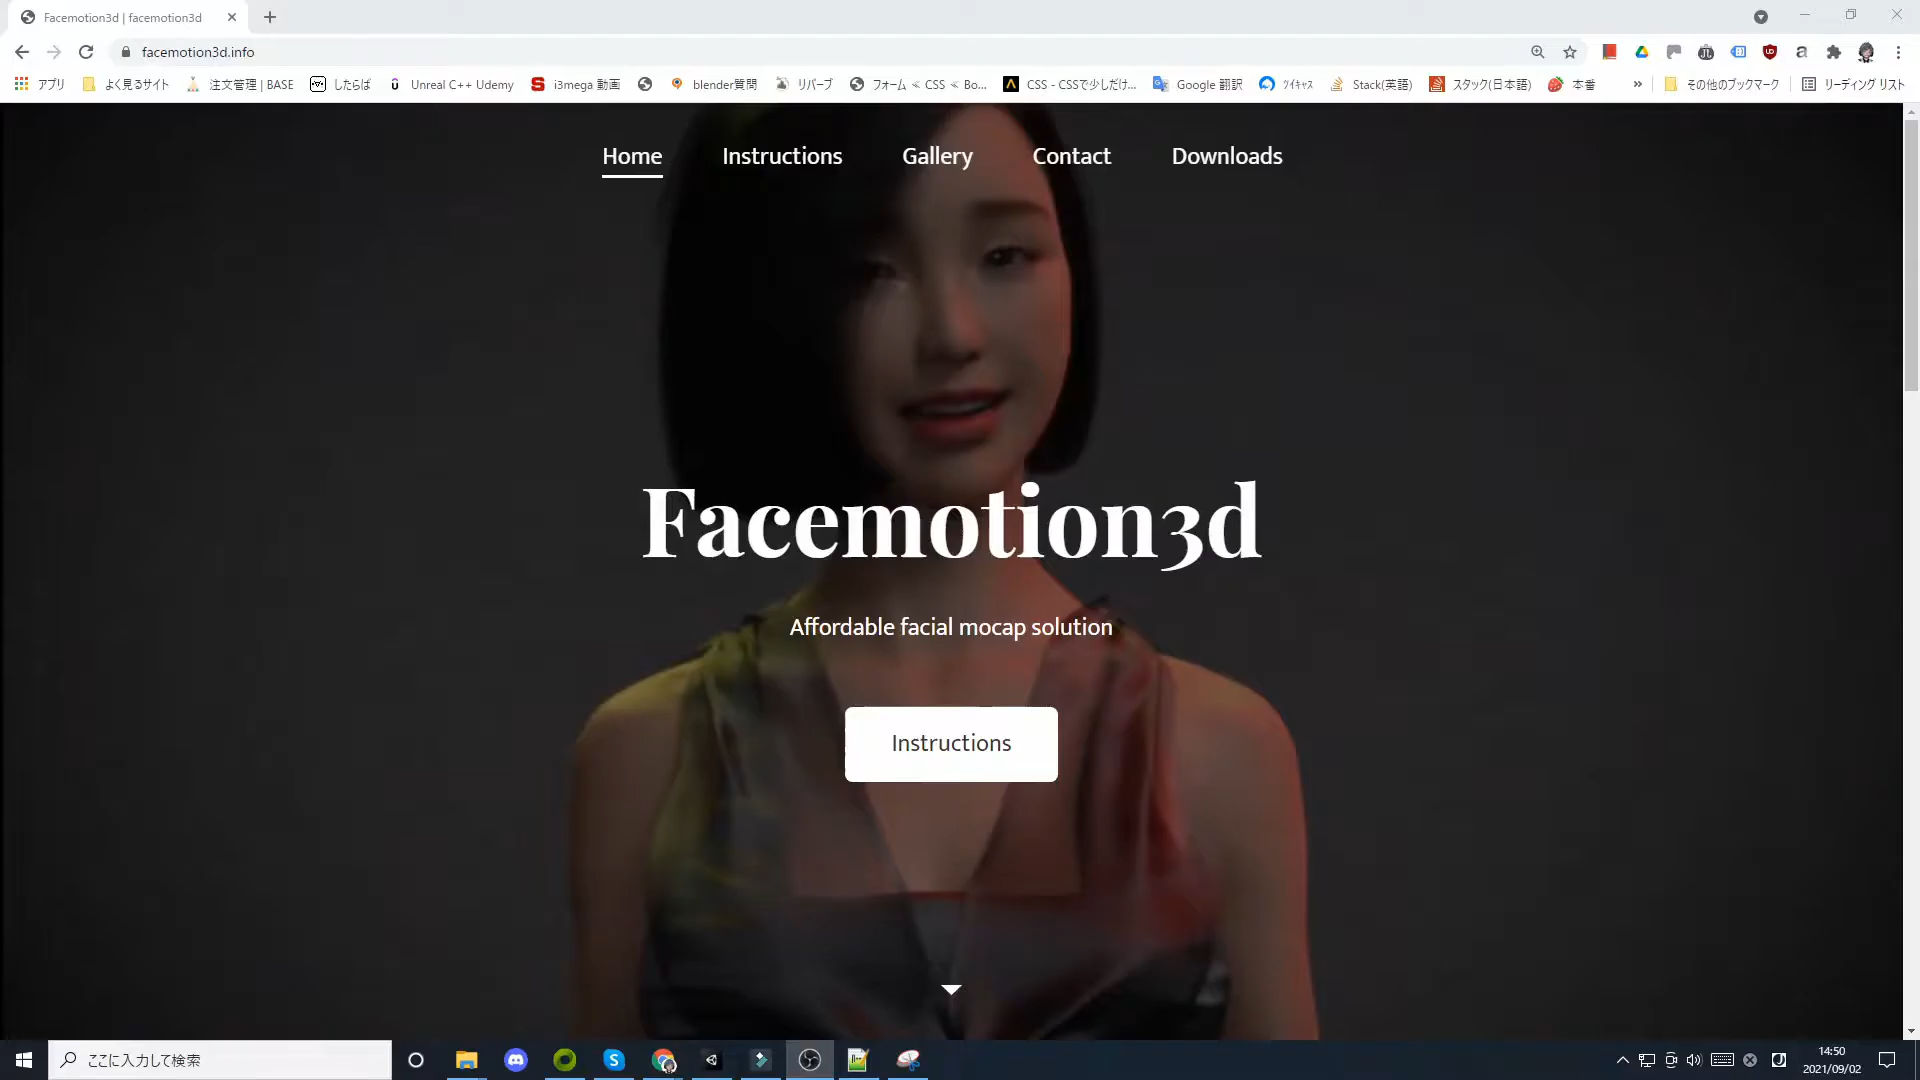 Facemotion3d | facemotion3d
facemotion3d.info
アプリ よく見るサイト 注文管理 | BASE したらば Unreal C++ Udemy i3mega 動画 blender質問 リバーブ フォーム ≪ CSS ≪ Bo... CSS - CSSで少しだけ... Google 翻訳 ツイキャス Stack(英語) スタック(日本語) 本番 » その他のブックマーク リーディング リスト
Home Instructions Gallery Contact Downloads
Facemotion3d
Affordable facial mocap solution
Instructions
ここに入力して検索
14:50
2021/09/02